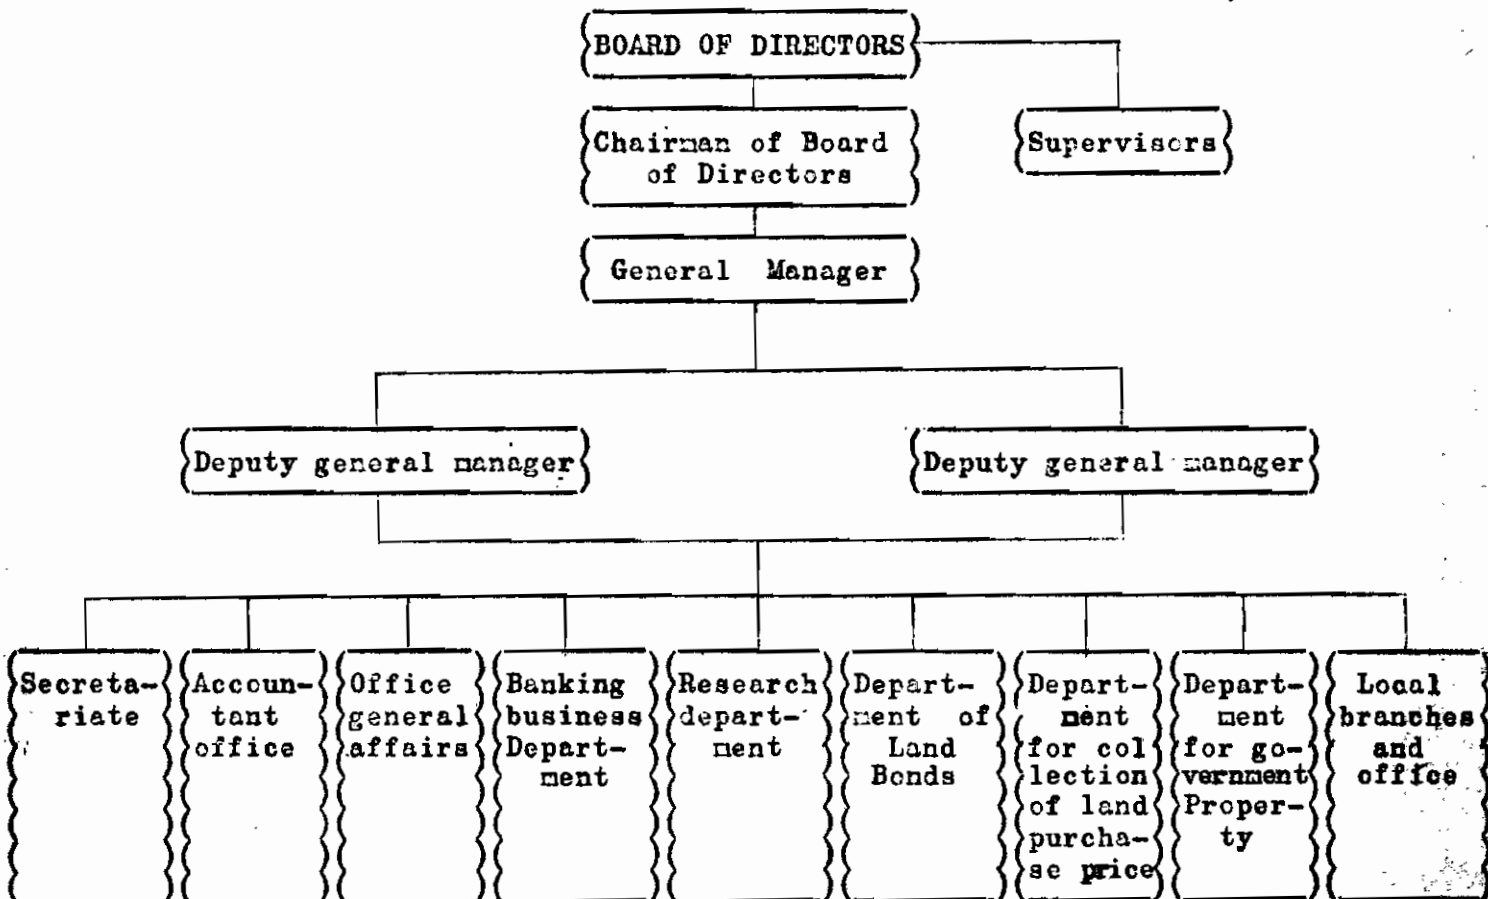 BOARD OF DIRECTORS
Chairman of Board
of Directors
Supervisors
General Manager
Deputy general manager
Deputy general manager
Secreta-
riate
Accoun-
tant
office
Office
general
affairs
Banking
business
Depart-
ment
Research
depart-
ment
Depart-
ment of
Land
Bonds
Depart-
ment
for col
lection
of land
purcha-
se price
Depart-
ment
for go-
vernment
Proper-
ty
Local
branches
and
office